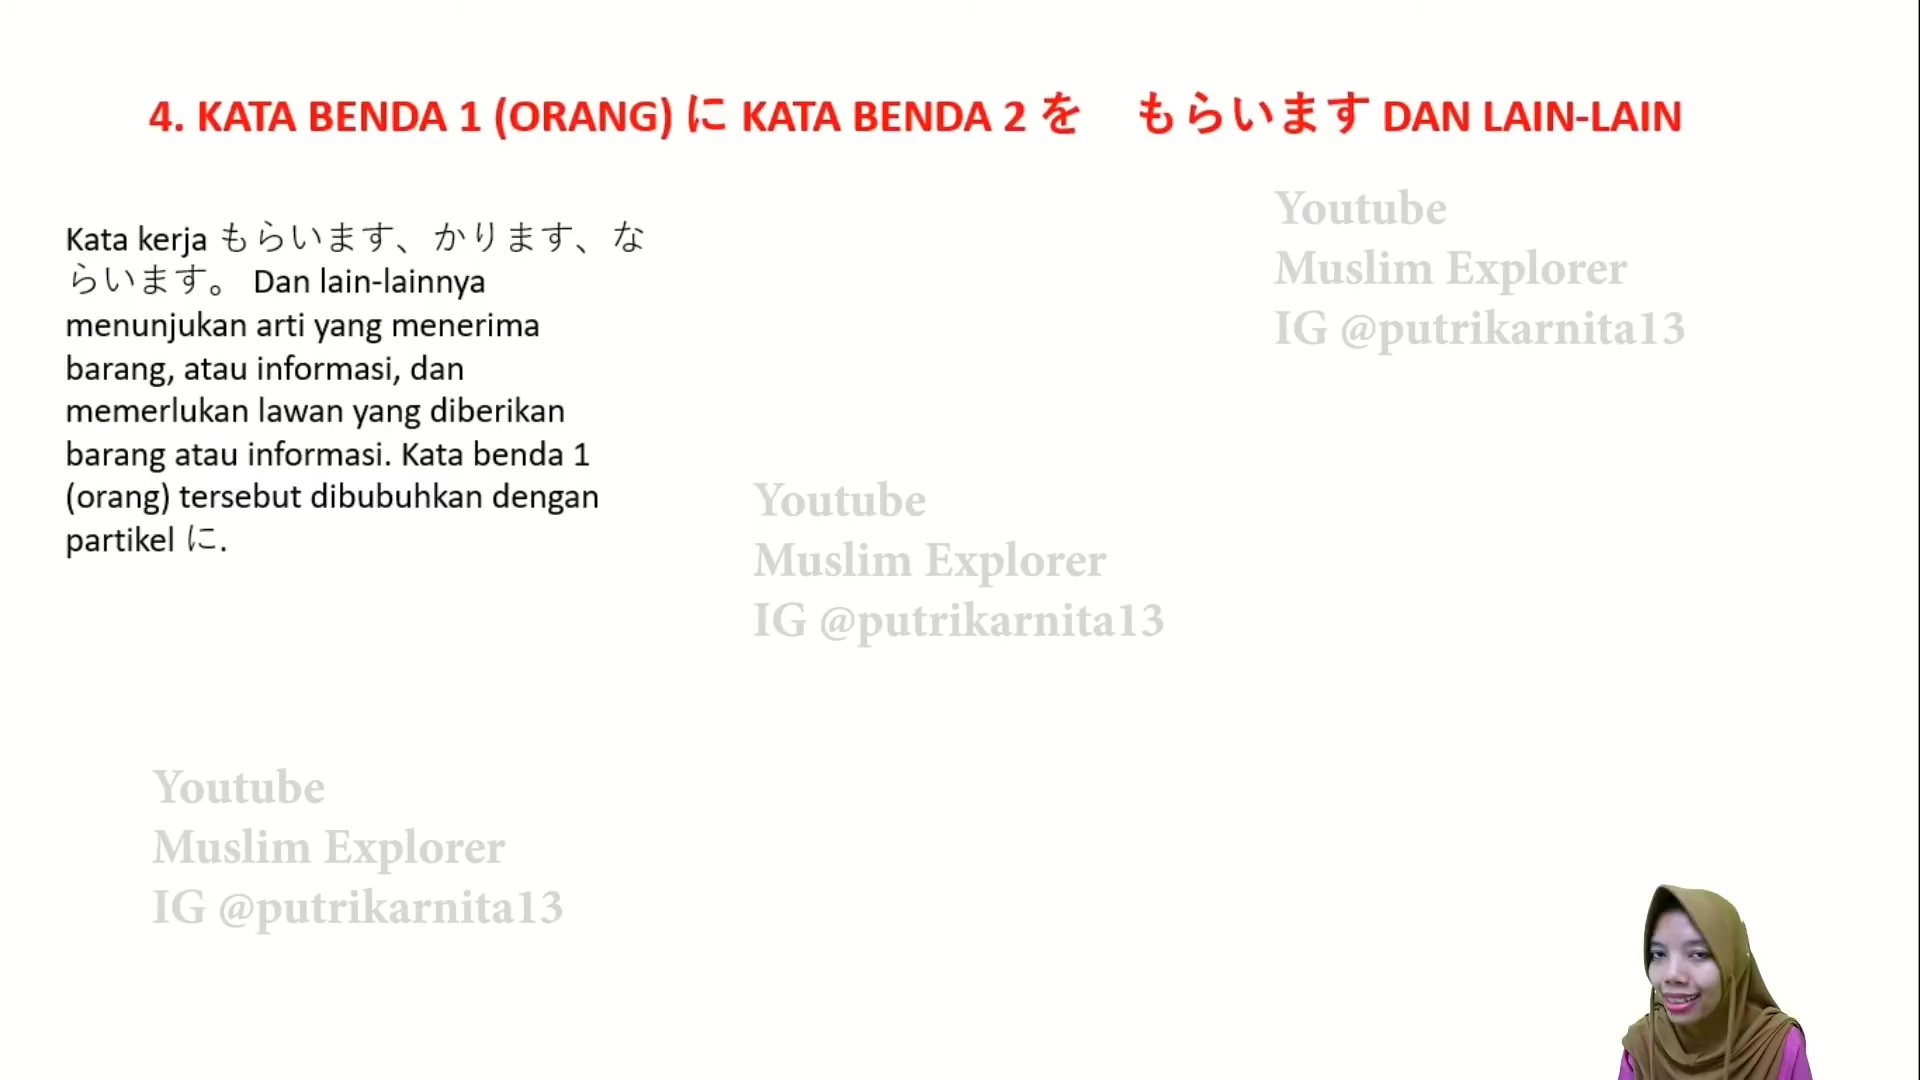 4. KATA BENDA 1 (ORANG) に KATA BENDA 2 を　もらいます DAN LAIN-LAIN
Youtube
Muslim Explorer
IG @putrikarnita13
Kata kerja もらいます、かります、な
らいます。 Dan lain-lainnya
menunjukan arti yang menerima
barang, atau informasi, dan
memerlukan lawan yang diberikan
barang atau informasi. Kata benda 1
(orang) tersebut dibubuhkan dengan
partikel に.
Youtube
Muslim Explorer
IG @putrikarnita13
Youtube
Muslim Explorer
IG @putrikarnita13